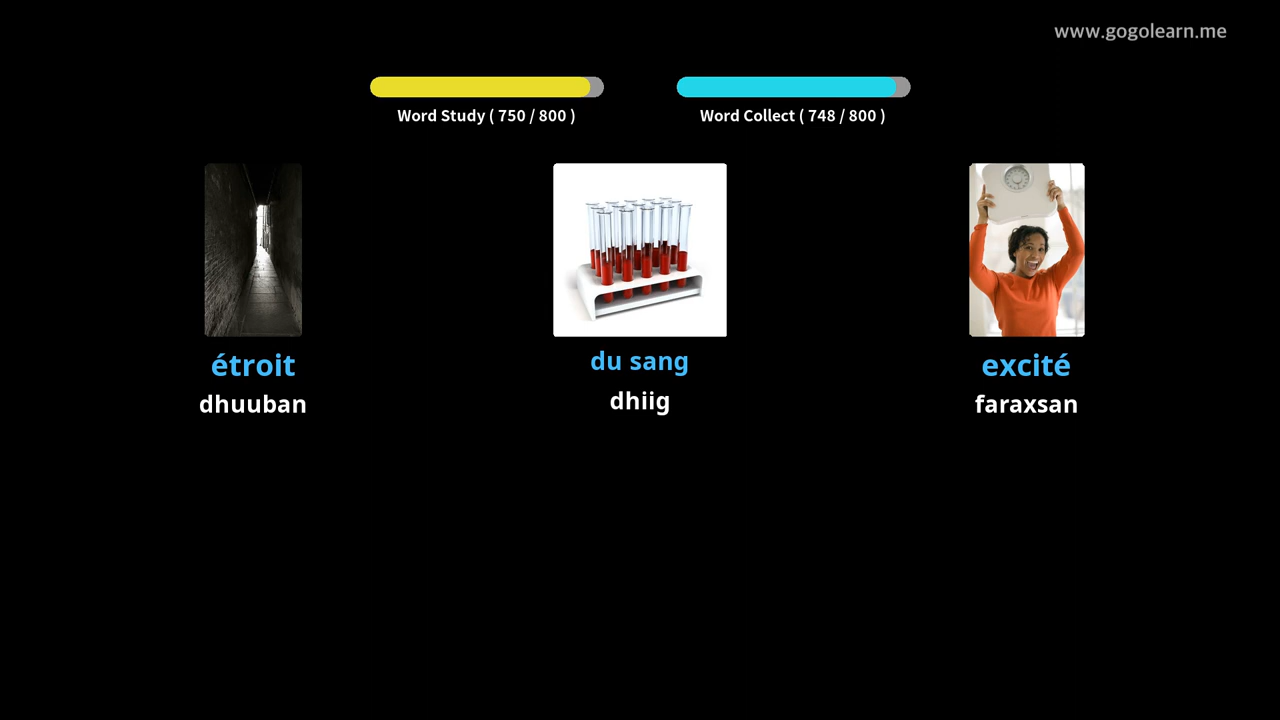 www.gogolearn.me
Word Study ( 750 / 800 )
Word Collect ( 748 / 800 )
étroit
dhuuban
du sang
dhiig
excité
faraxsan